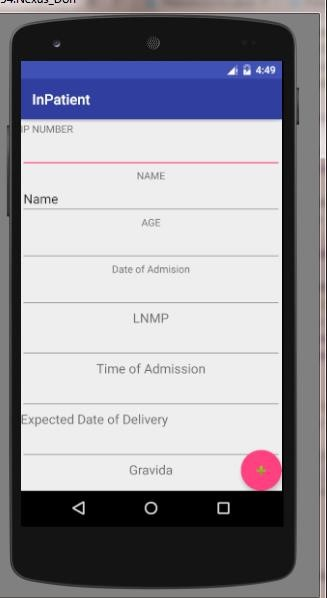 4:49
InPatient
IP NUMBER
NAME
Name
AGE
Date of Admision
LNMP
Time of Admission
Expected Date of Delivery
Gravida
+